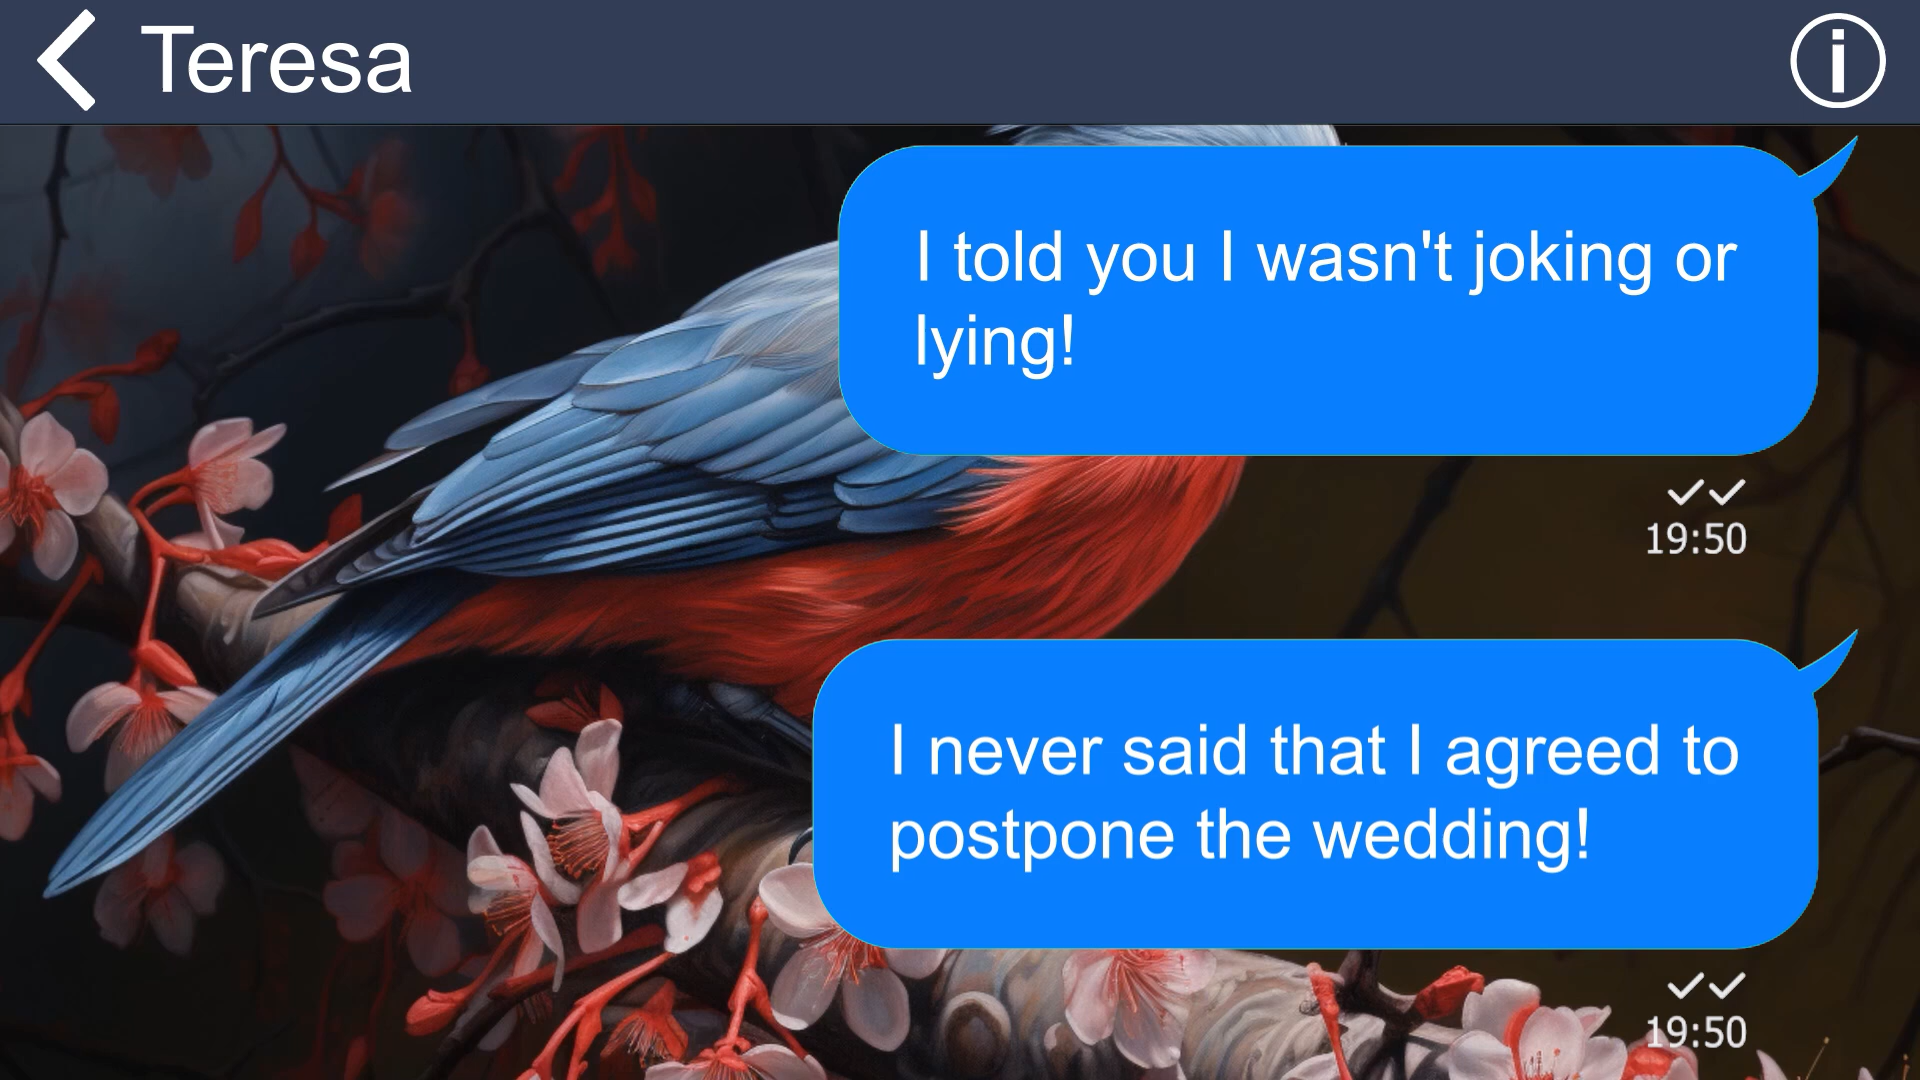 Teresa
I told you I wasn't joking or
lying!
19:50
I never said that I agreed to
postpone the wedding!
19:50